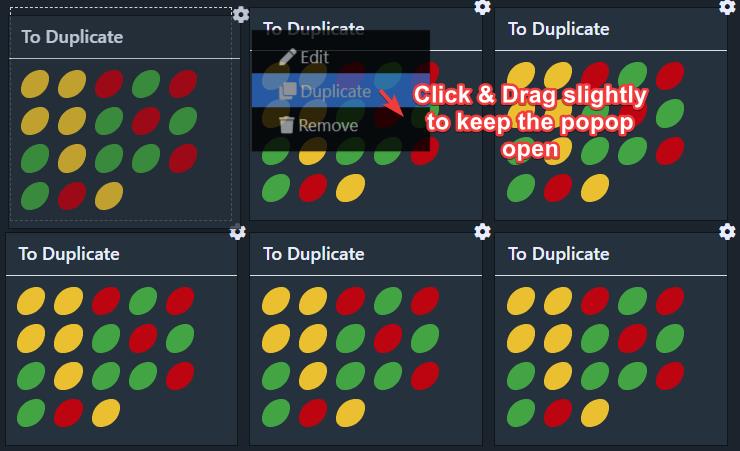 To Duplicate
To Duplicate
To Duplicate
Edit
Duplicate
Remove
Click & Drag slightly
to keep the popop
open
To Duplicate
To Duplicate
To Duplicate